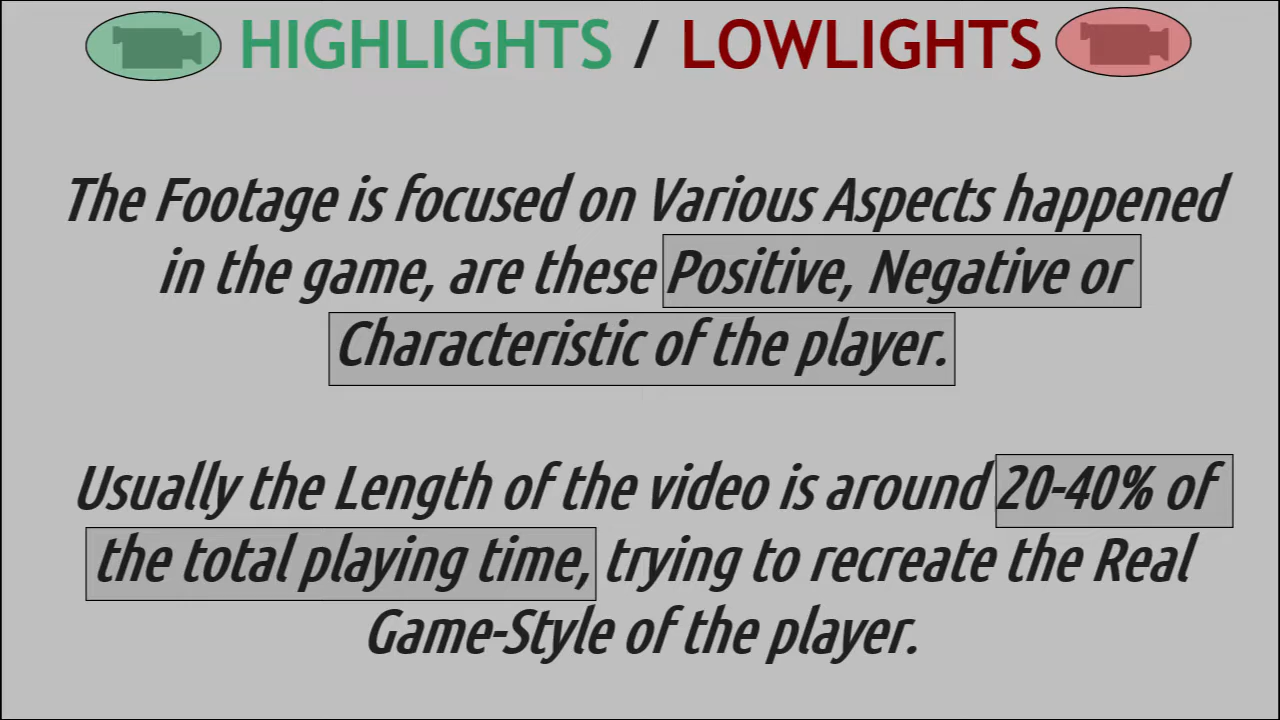 HIGHLIGHTS / LOWLIGHTS
The Footage is focused on Various Aspects happened
in the game, are these Positive, Negative or
Characteristic of the player.
Usually the Length of the video is around 20-40% of
the total playing time, trying to recreate the Real
Game-Style of the player.